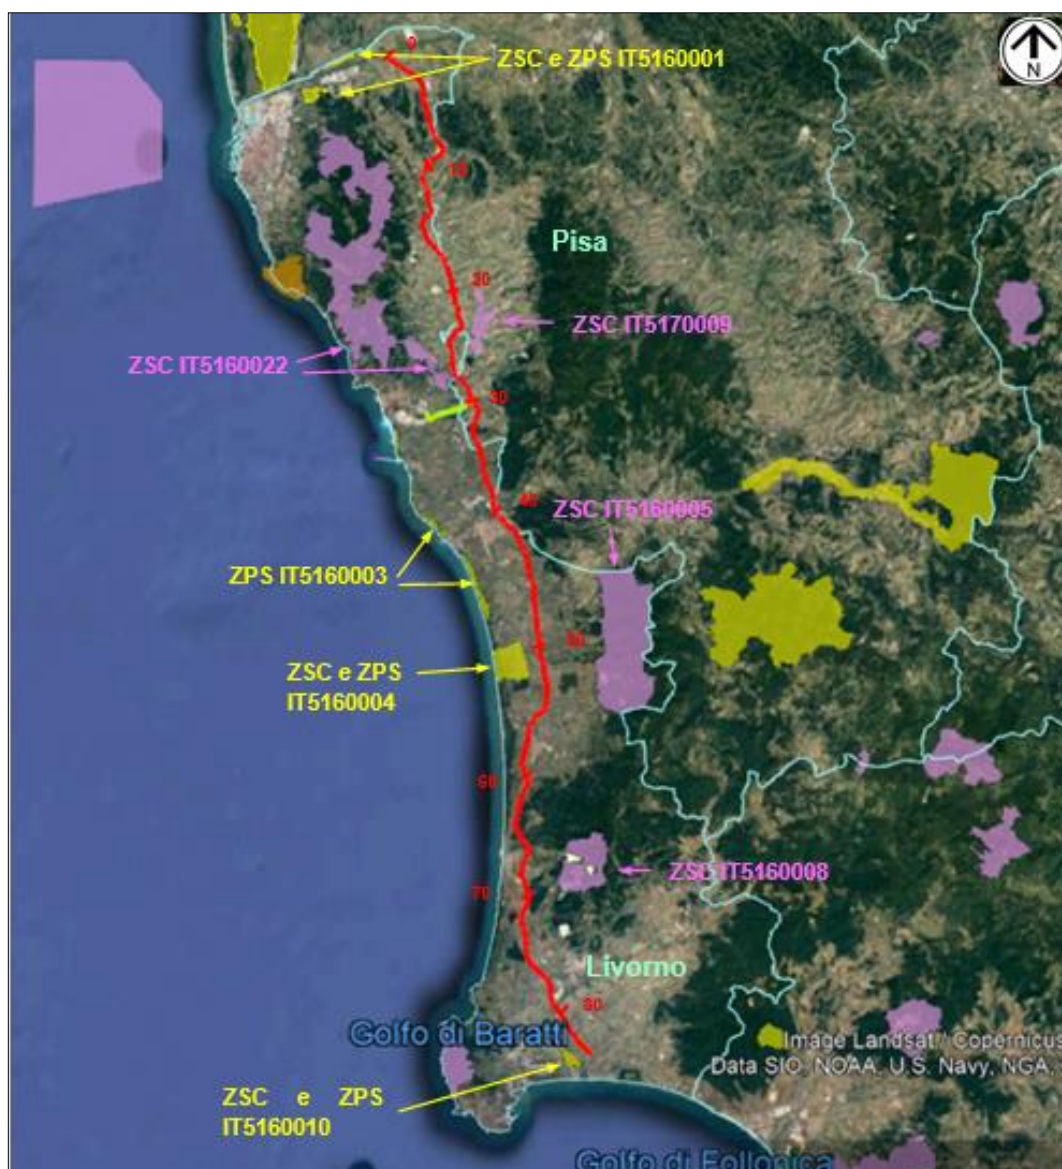 0
ZSC e ZPS IT5160001
N
10
Pisa
20
ZSC IT5170009
ZSC IT5160022
30
40
ZSC IT5160005
ZPS IT5160003
50
ZSC e ZPS
IT5160004
60
ZSC IT5160008
70
Livorno
80
Golfo di Baratti
Image Landsat / Copernicus
Data SIO, NOAA, U.S. Navy, NGA,
ZSC e ZPS
IT5160010
Golfo di Follonica